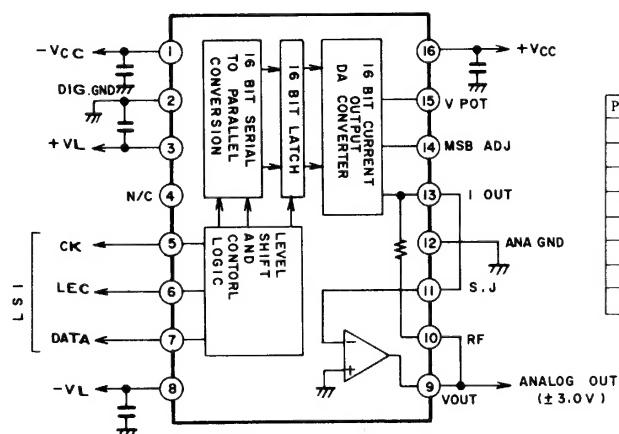 -VCC
DIG.GND
+VL
N/C
CK
LEC
DATA
-VL
LSI
1
2
3
4
5
6
7
8
16 BIT SERIAL
TO PARALLEL
CONVERSION
16 BIT LATCH
16 BIT CURRENT
OUTPUT
DA CONVERTER
LEVEL
SHIFT
AND
CONTORL
LOGIC
-
+
16
15
14
13
12
11
10
9
+VCC
V POT
MSB ADJ
I OUT
ANA GND
S.J
RF
VOUT
ANALOG OUT
(±3.0V)
P